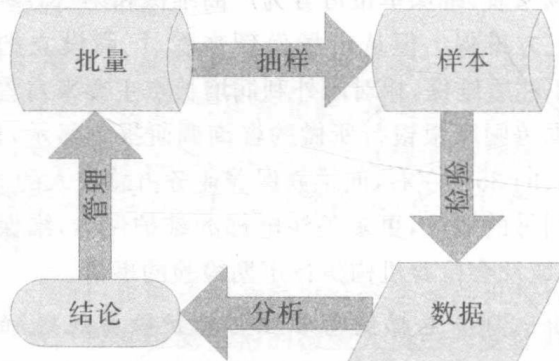 批量
抽样
样本
管理
检验
结论
分析
数据